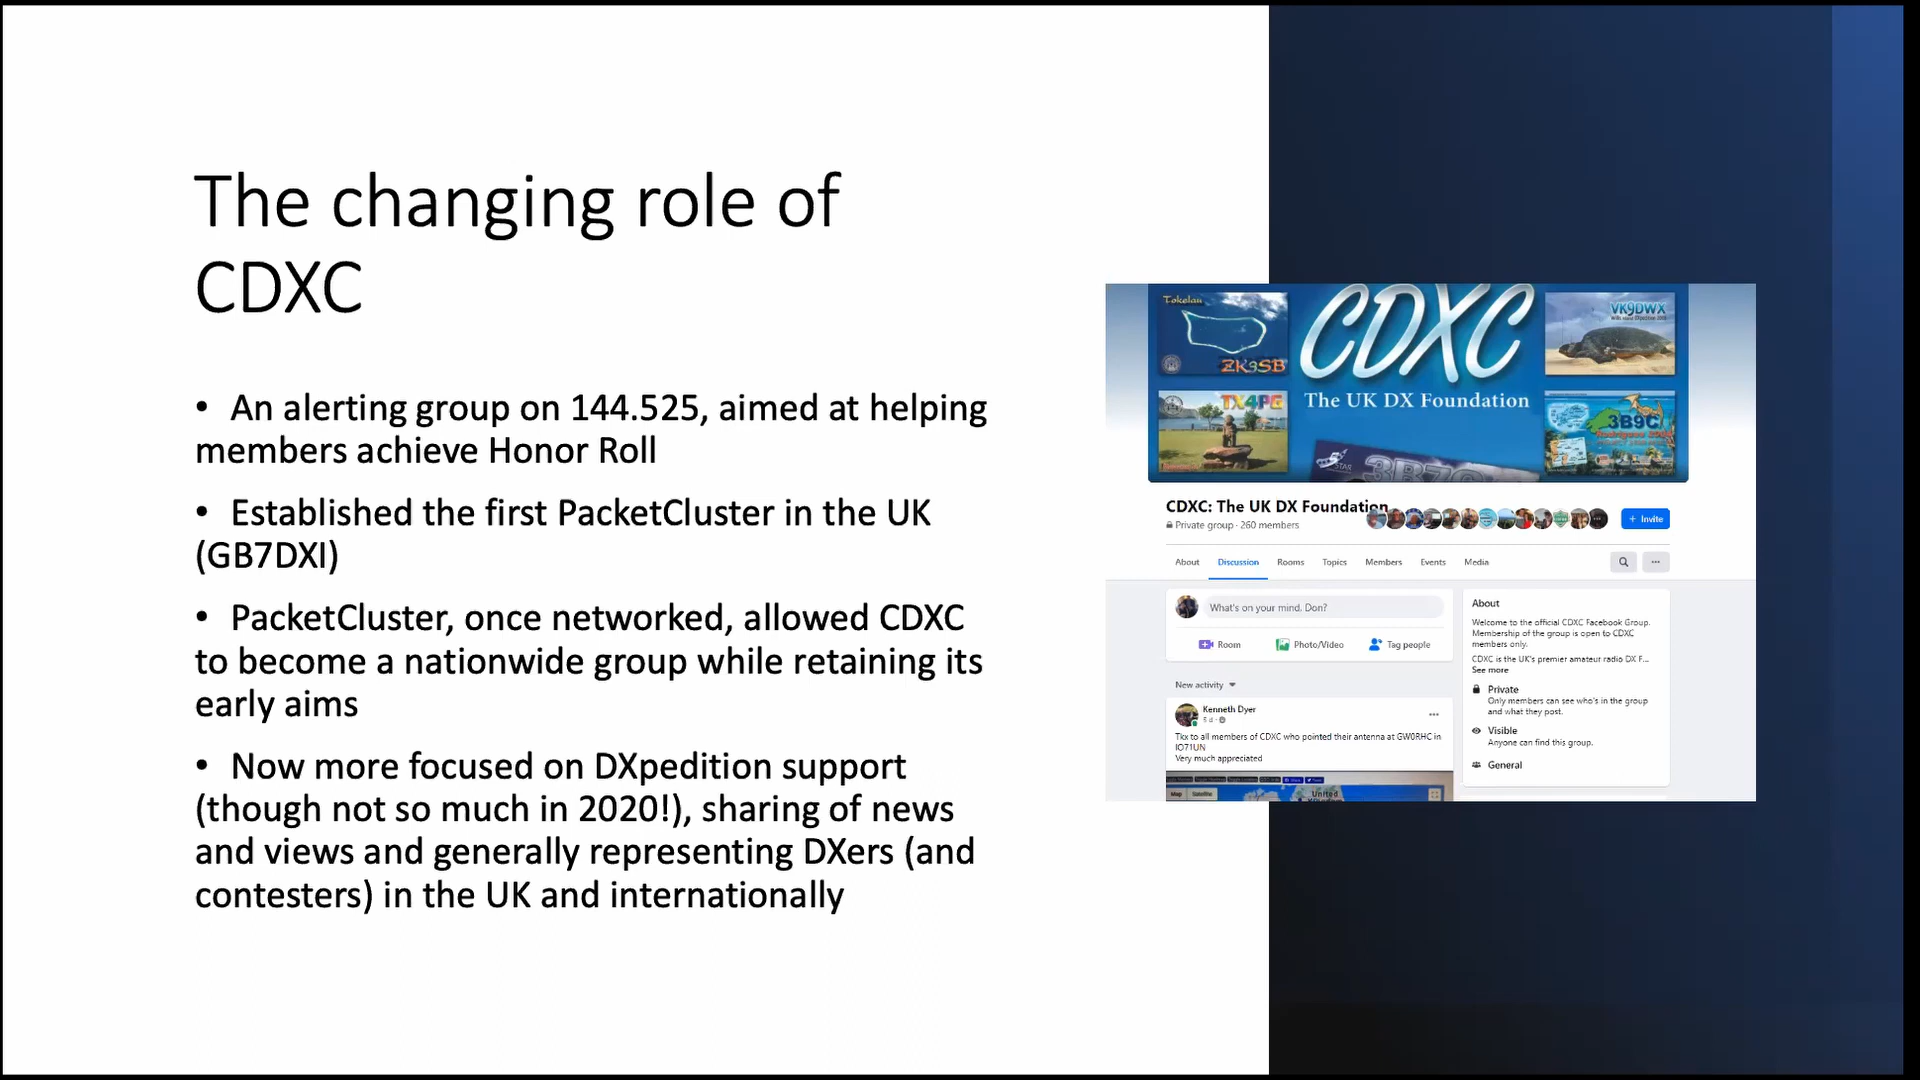 The changing role of
CDXC
• An alerting group on 144.525, aimed at helping
members achieve Honor Roll
• Established the first PacketCluster in the UK
(GB7DXI)
• PacketCluster, once networked, allowed CDXC
to become a nationwide group while retaining its
early aims
• Now more focused on DXpedition support
(though not so much in 2020!), sharing of news
and views and generally representing DXers (and
contesters) in the UK and internationally
Tokelau
ZK3SB
CDXC
The UK DX Foundation
VK9DWX
TX4PG
3B9C
3B7C
CDXC: The UK DX Foundation
Private group · 260 members
+ Invite
About Discussion Rooms Topics Members Events Media
What's on your mind, Don?
Room Photo/Video Tag people
New activity
Kenneth Dyer
5 d
Tkx to all members of CDXC who pointed their antenna at GW0RHC in
IO71UN
Very much appreciated
Map Satellite
United
About
Welcome to the official CDXC Facebook Group.
Membership of the group is open to CDXC
members only.
CDXC is the UK's premier amateur radio DX F...
See more
Private
Only members can see who's in the group
and what they post.
Visible
Anyone can find this group.
General